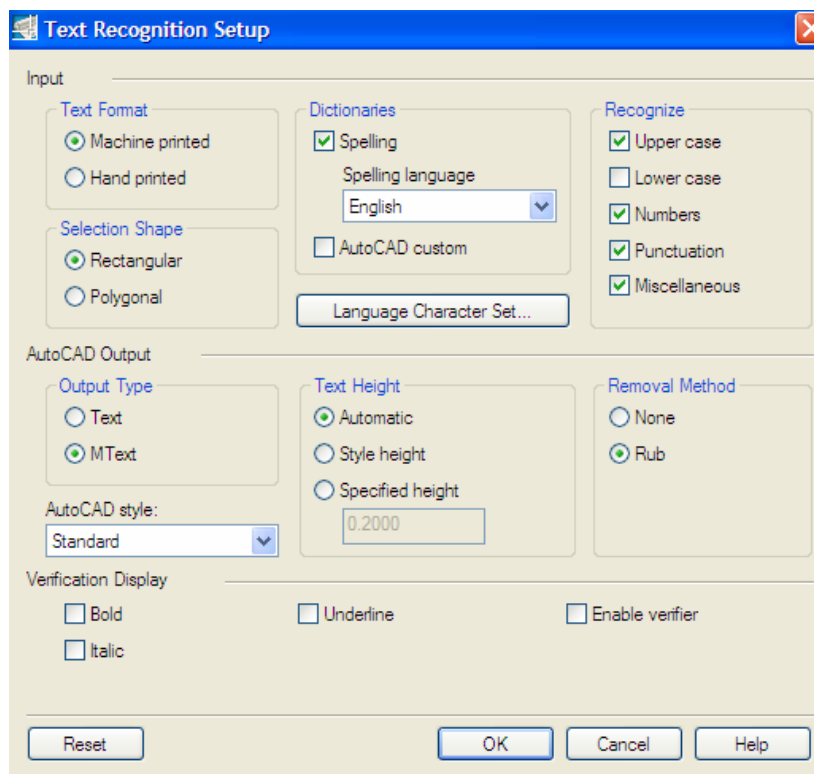 Text Recognition Setup
Input
Text Format
Machine printed
Hand printed
Selection Shape
Rectangular
Polygonal
Dictionaries
Spelling
Spelling language
English
AutoCAD custom
Language Character Set...
Recognize
Upper case
Lower case
Numbers
Punctuation
Miscellaneous
AutoCAD Output
Output Type
Text
MText
AutoCAD style:
Standard
Text Height
Automatic
Style height
Specified height
0.2000
Removal Method
None
Rub
Verification Display
Bold
Italic
Underline
Enable verifier
Reset
OK
Cancel
Help